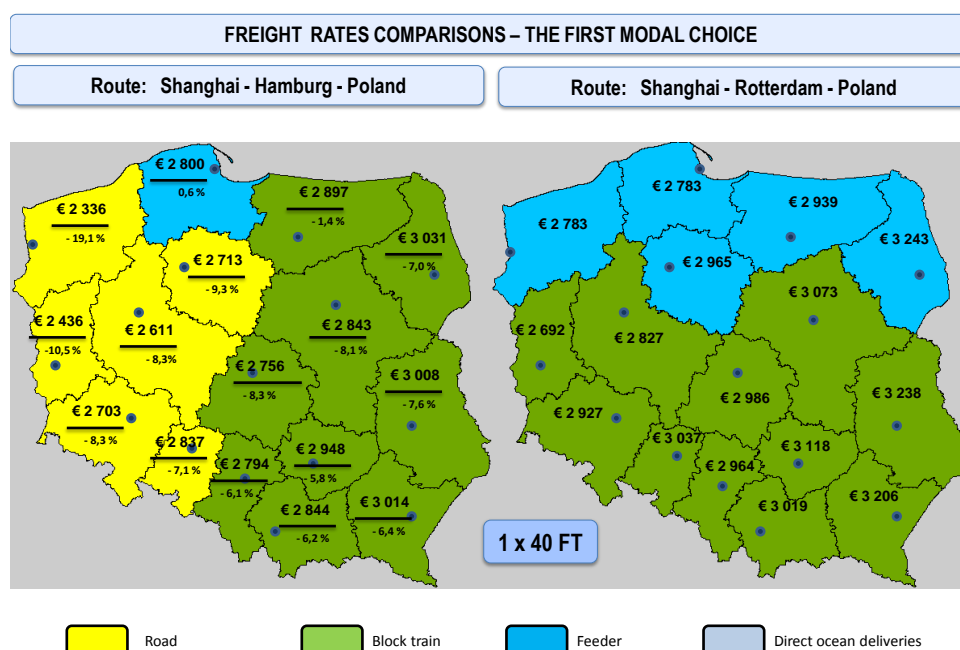 FREIGHT RATES COMPARISONS – THE FIRST MODAL CHOICE
Route: Shanghai - Hamburg - Poland
Route: Shanghai - Rotterdam - Poland
€ 2 800
0,6 %
€ 2 336
- 19,1 %
€ 2 897
- 1,4 %
€ 3 031
- 7,0 %
€ 2 713
- 9,3 %
€ 2 436
-10,5 %
€ 2 611
- 8,3%
€ 2 843
- 8,1 %
€ 2 756
- 8,3 %
€ 3 008
- 7,6 %
€ 2 703
- 8,3 %
€ 2 837
- 7,1 %
€ 2 794
- 6,1 %
€ 2 948
- 5,8 %
€ 2 844
- 6,2 %
€ 3 014
- 6,4 %
€ 2 783
€ 2 783
€ 2 939
€ 3 243
€ 2 965
€ 3 073
€ 2 692
€ 2 827
€ 2 986
€ 3 238
€ 2 927
€ 3 037
€ 3 118
€ 2 964
€ 3 019
€ 3 206
1 x 40 FT
Road
Block train
Feeder
Direct ocean deliveries